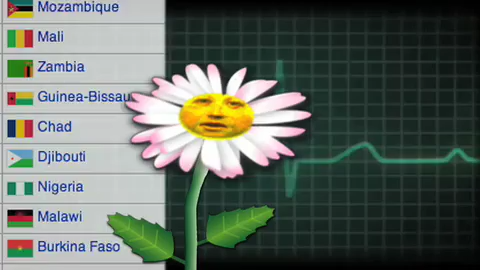 Mozambique
Mali
Zambia
Guinea-Bissau
Chad
Djibouti
Nigeria
Malawi
Burkina Faso